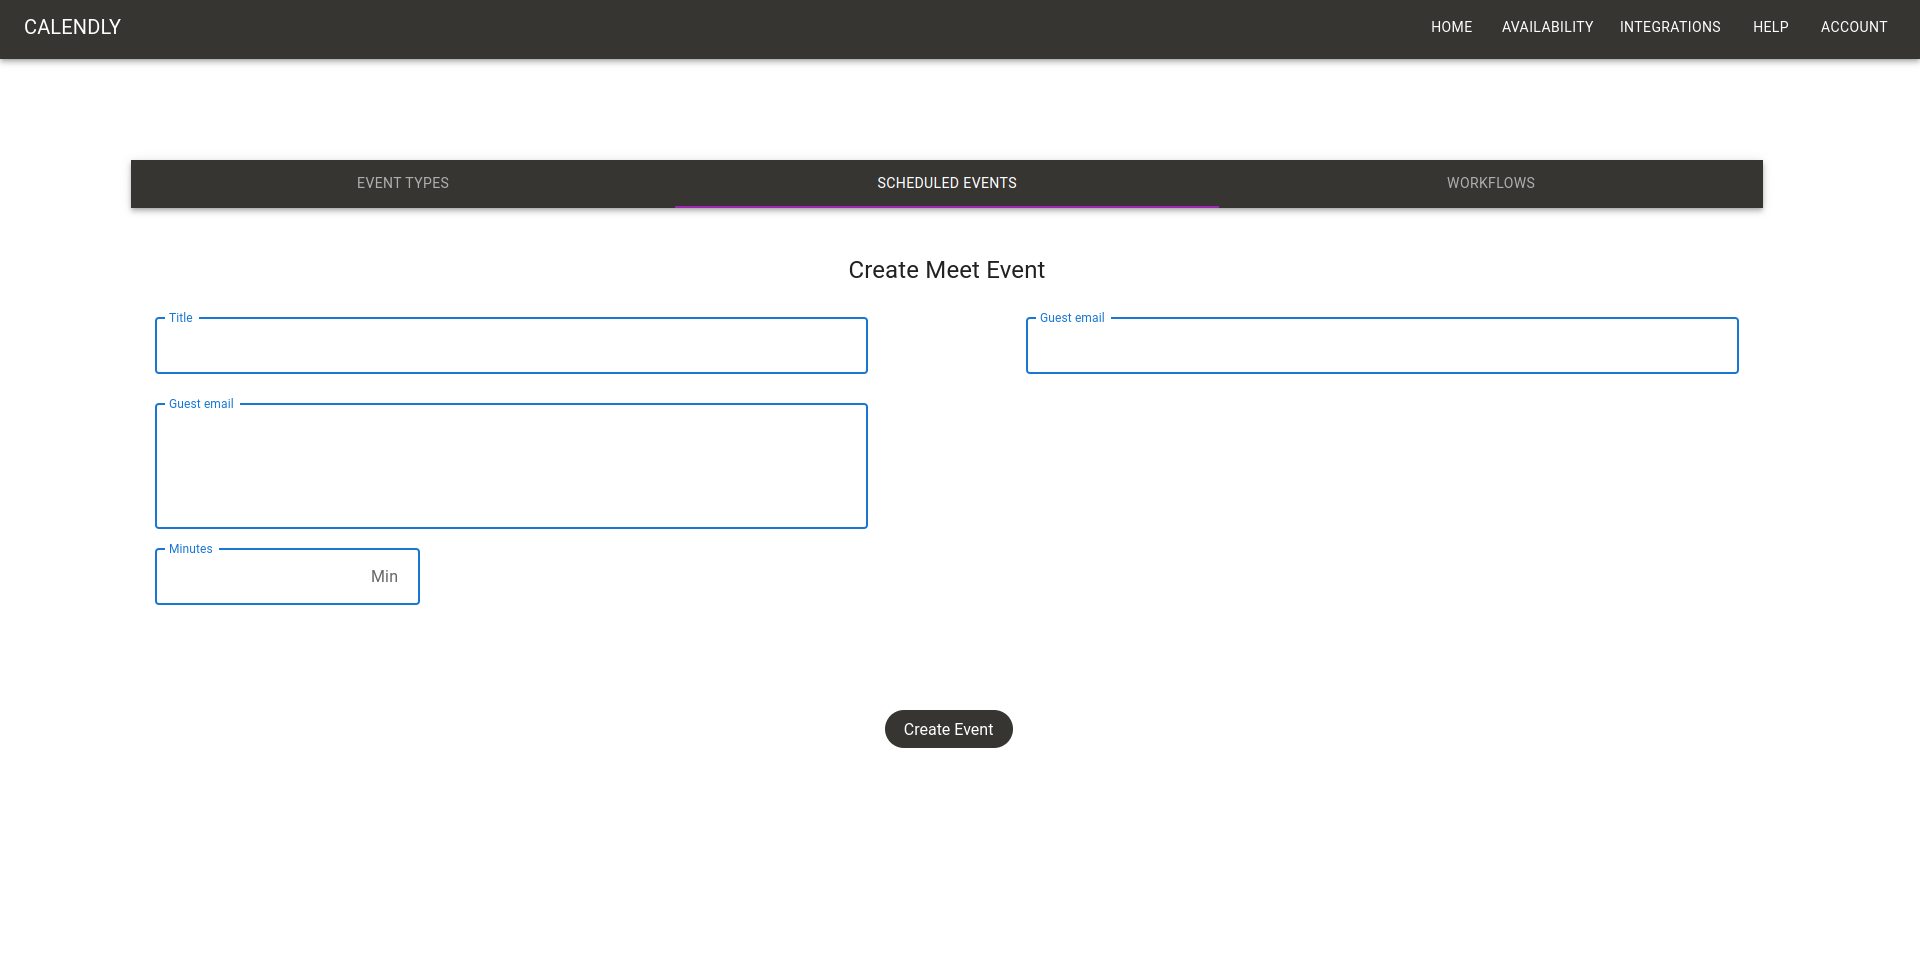 CALENDLY
HOME AVAILABILITY INTEGRATIONS HELP ACCOUNT
EVENT TYPES SCHEDULED EVENTS WORKFLOWS
Create Meet Event
Title Guest email
Guest email
Minutes
Min
Create Event